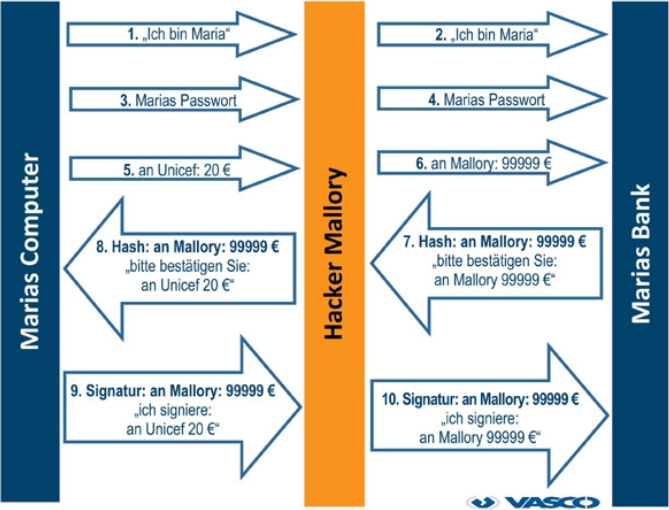 1. „Ich bin Maria“
2. „Ich bin Maria“
3. Marias Passwort
4. Marias Passwort
5. an Unicef: 20 €
6. an Mallory: 99999 €
Marias Computer
Hacker Mallory
Marias Bank
8. Hash: an Mallory: 99999 €
„bitte bestätigen Sie:
an Unicef 20 €“
7. Hash: an Mallory: 99999 €
„bitte bestätigen Sie:
an Mallory 99999 €“
9. Signatur: an Mallory: 99999 €
„ich signiere:
an Unicef 20 €“
10. Signatur: an Mallory: 99999 €
„ich signiere:
an Mallory 99999 €“
VASCO